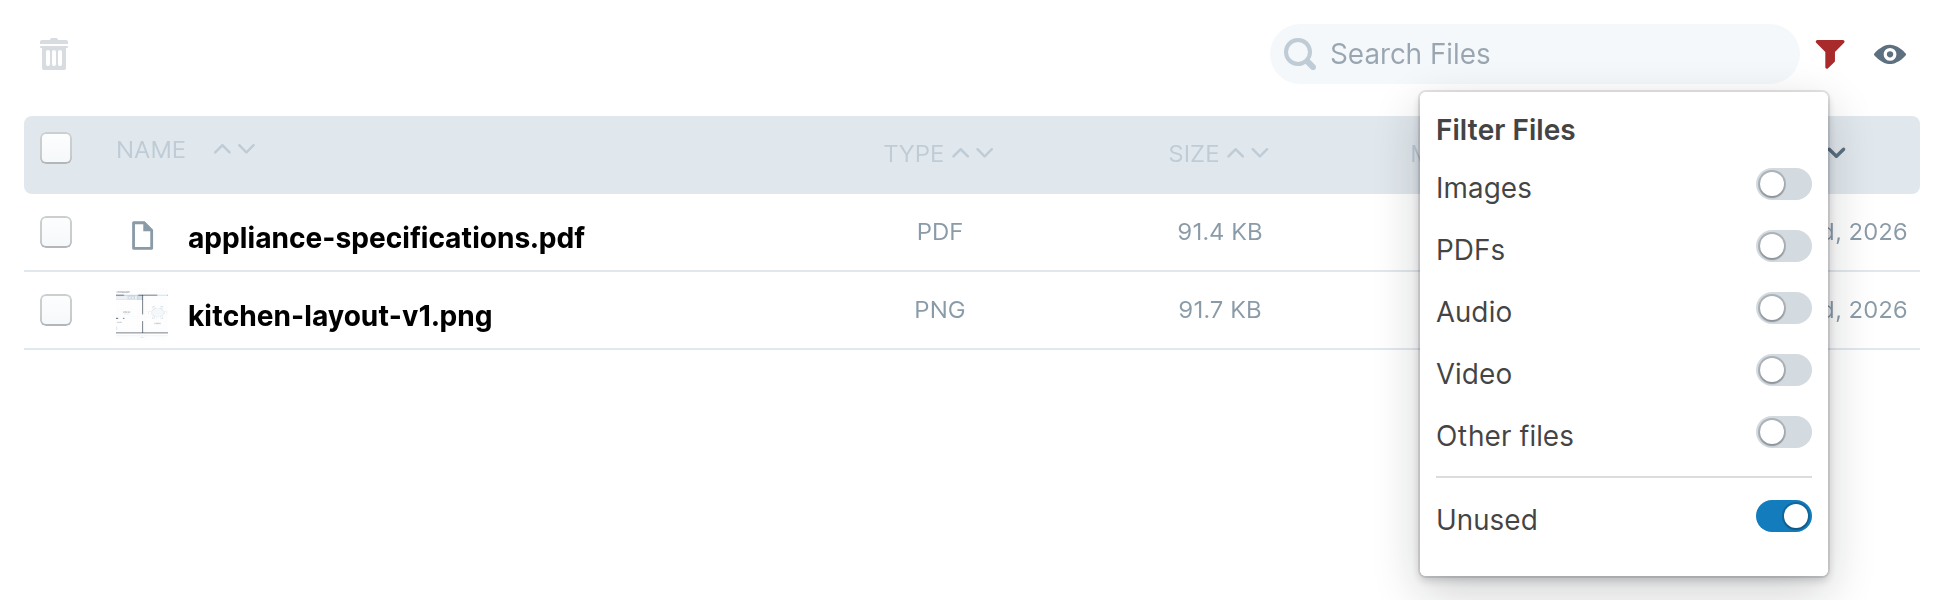 Search Files
NAME TYPE SIZE
Filter Files
Images
PDFs
Audio
Video
Other files
Unused
appliance-specifications.pdf PDF 91.4 KB 2026
kitchen-layout-v1.png PNG 91.7 KB 2026